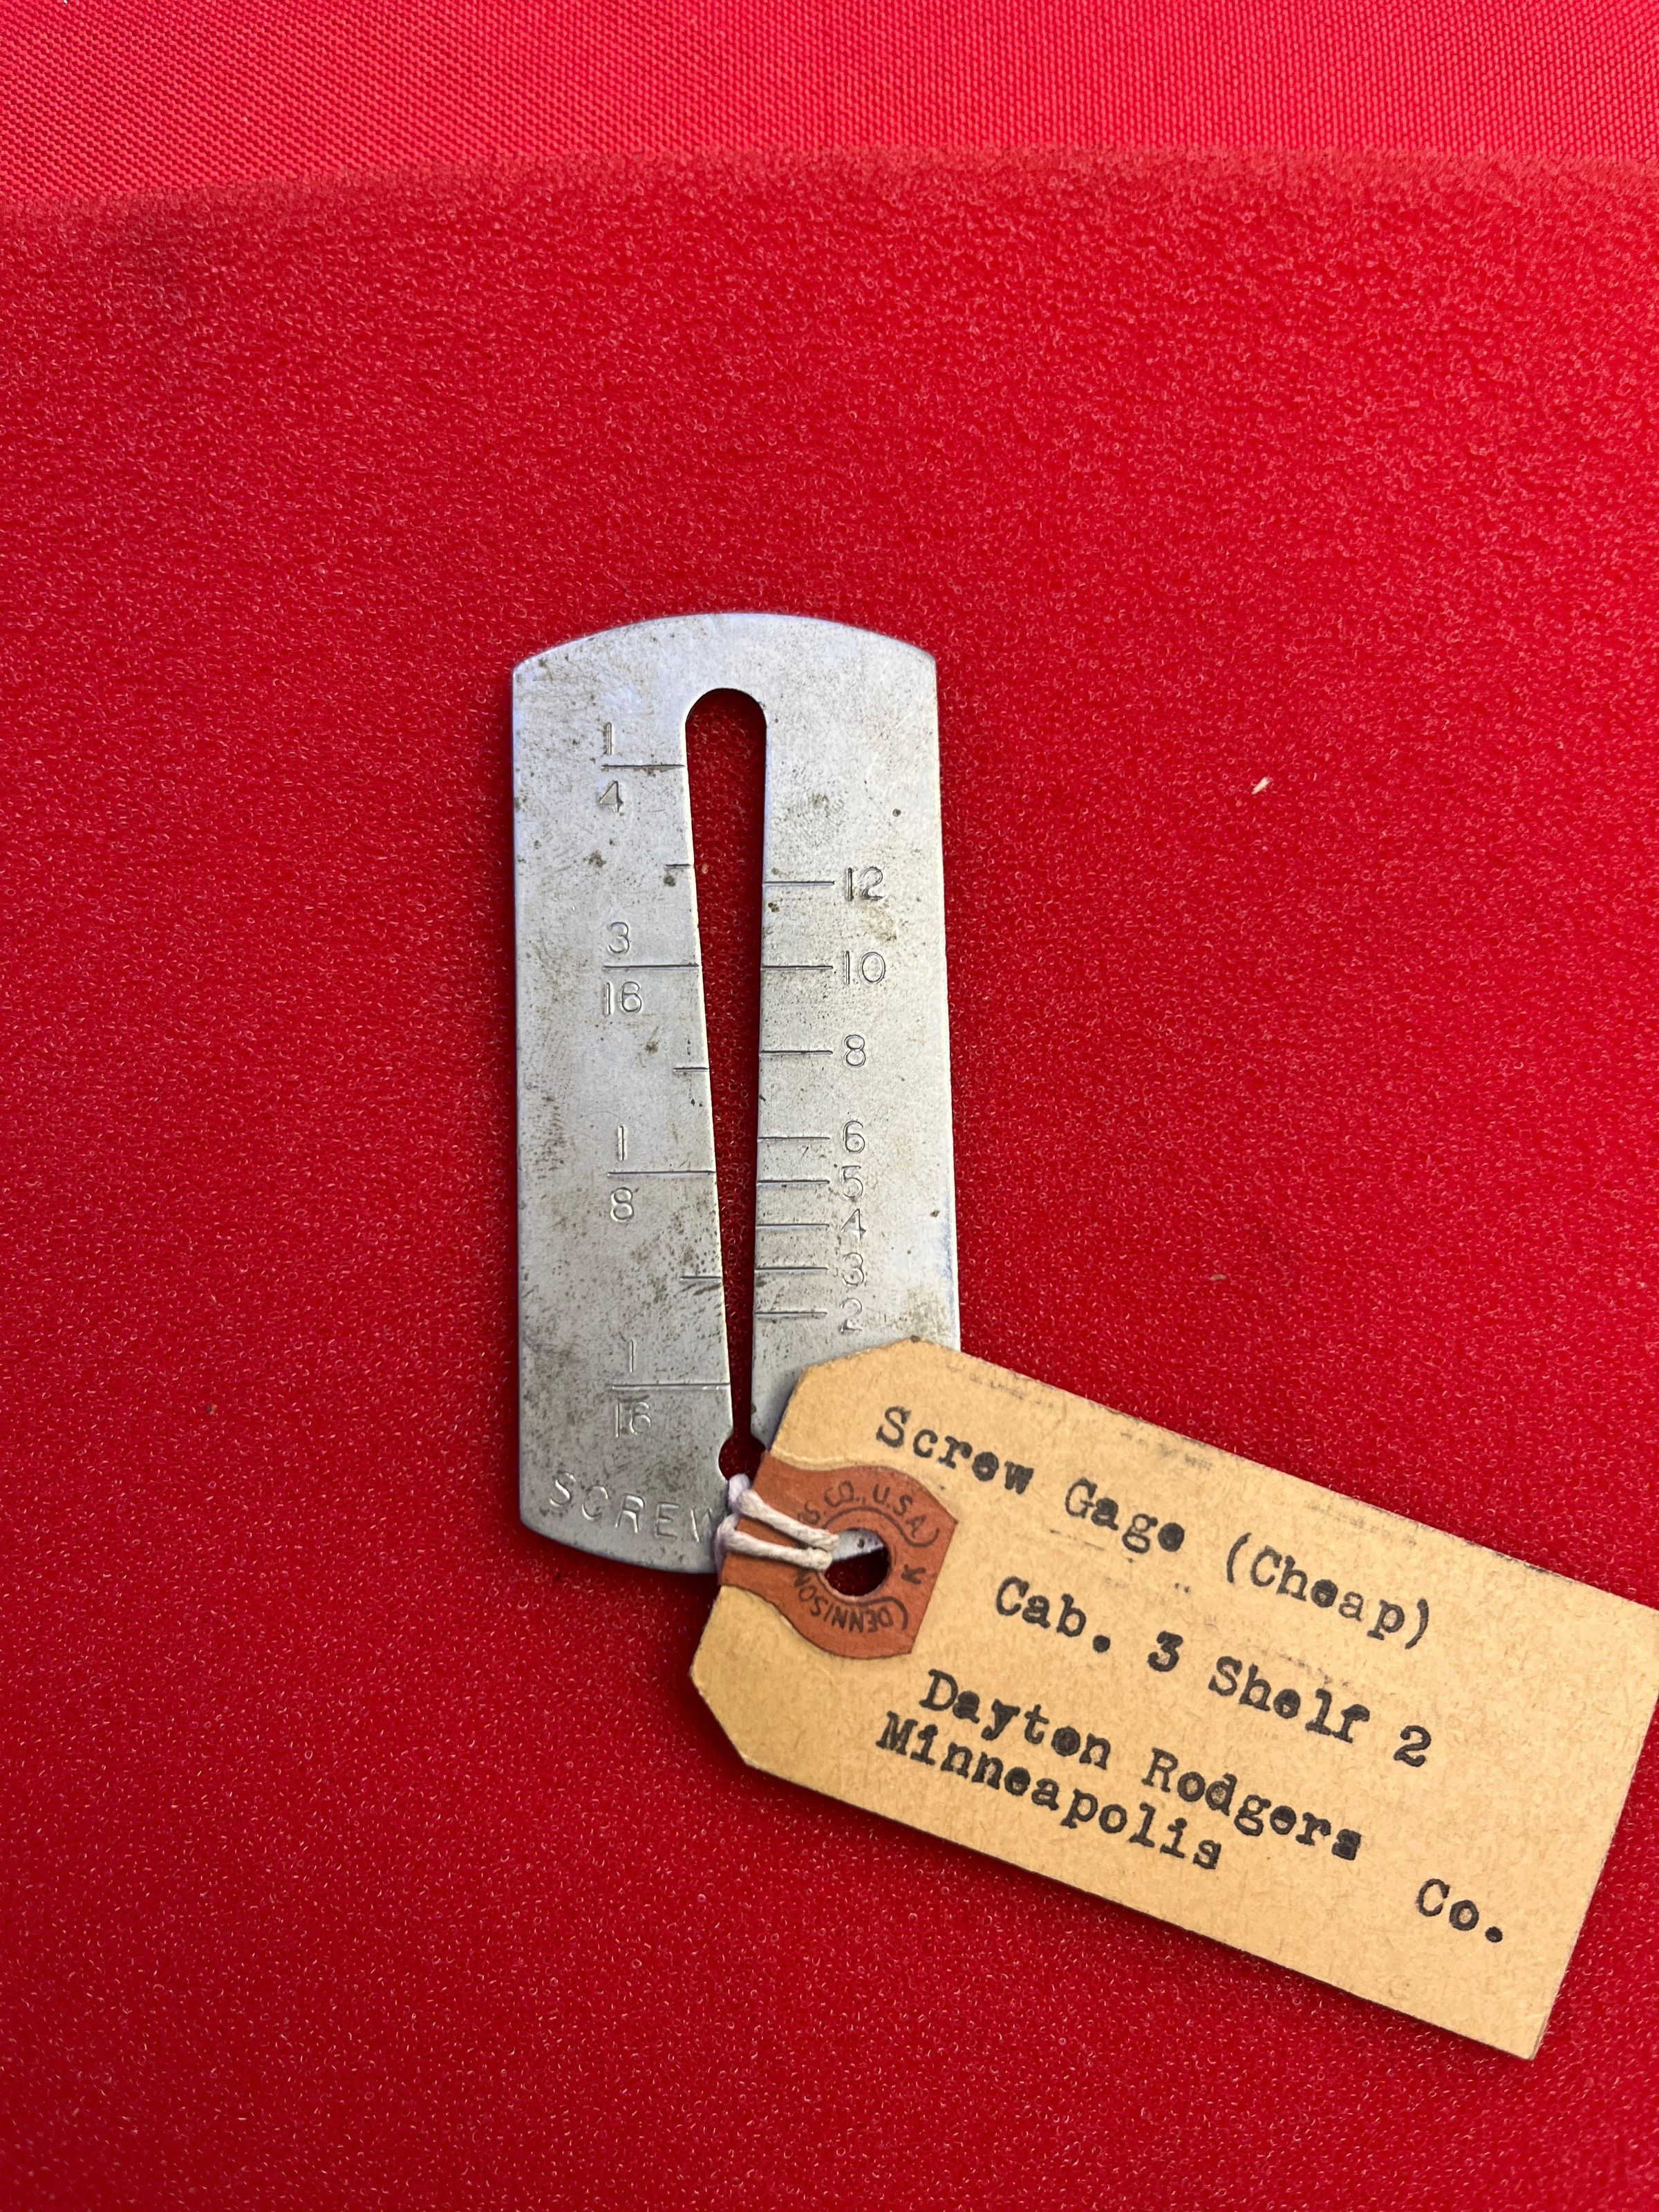 1
4
12
3
16
10
8
6
1
8
5
4
3
2
1
16
SCREW
CO., U.S.A.
DENNISON
Screw Gage (Cheap)
Cab. 3 Shelf 2
Dayton Rodgers Co.
Minneapolis